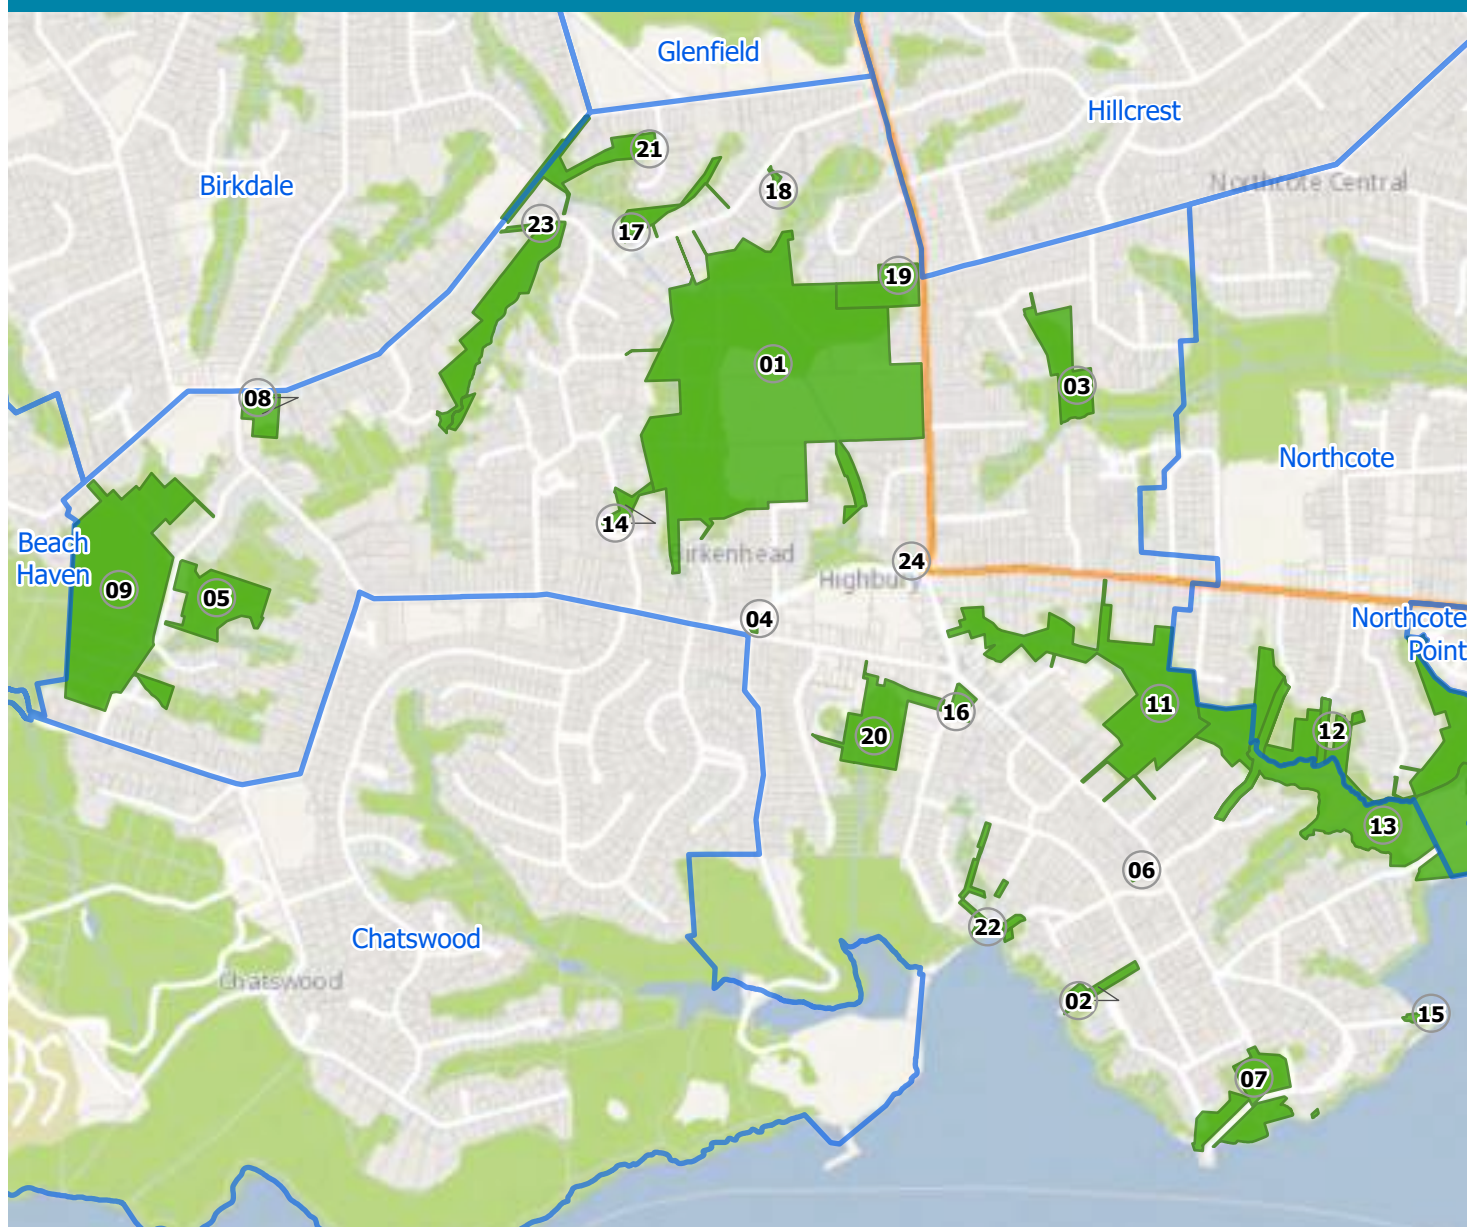 Glenfield
Hillcrest
21
Birkdale
18
Northcote Central
23
17
19
01
03
08
Northcote
14
Beach
Haven
Birkenhead
24
Highbury
09
05
04
Northcote
Point
11
16
20
12
13
06
22
Chatswood
Chatswood
02
15
07